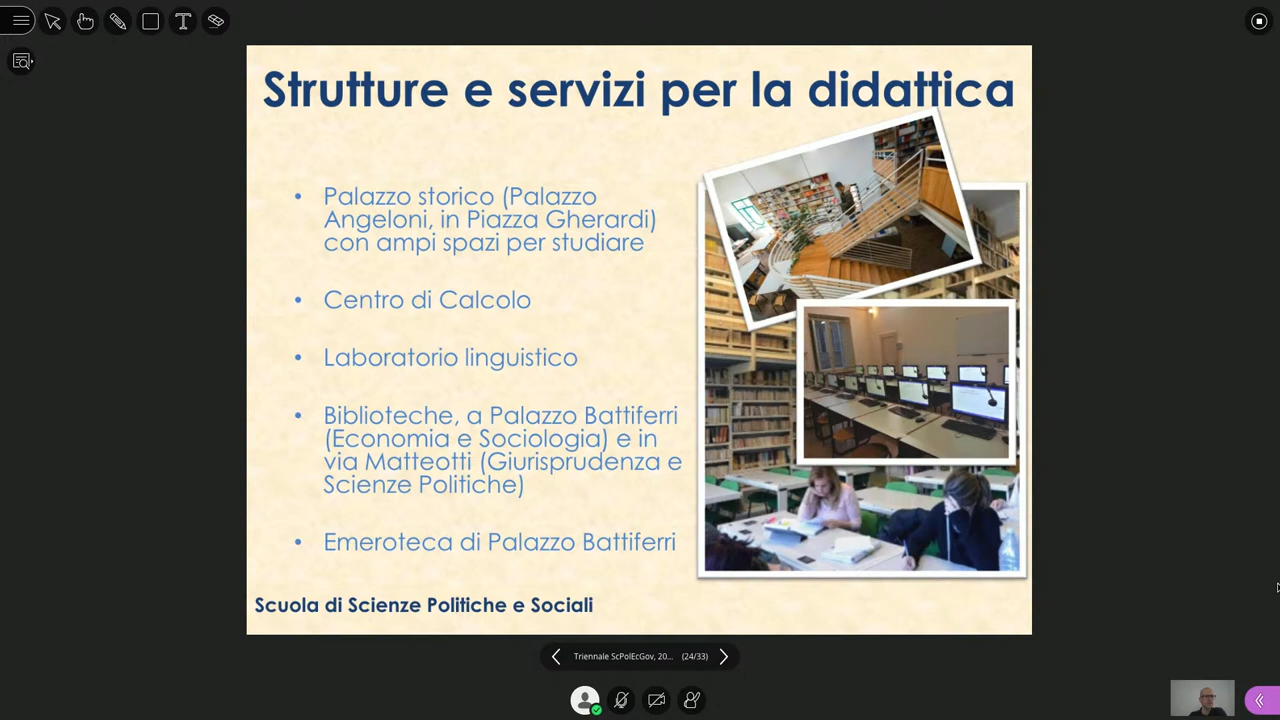 Strutture e servizi per la didattica
• Palazzo storico (Palazzo
Angeloni, in Piazza Gherardi)
con ampi spazi per studiare
• Centro di Calcolo
• Laboratorio linguistico
• Biblioteche, a Palazzo Battiferri
(Economia e Sociologia) e in
via Matteotti (Giurisprudenza e
Scienze Politiche)
• Emeroteca di Palazzo Battiferri
Scuola di Scienze Politiche e Sociali
Triennale ScPolEcGov, 20... (24/33)